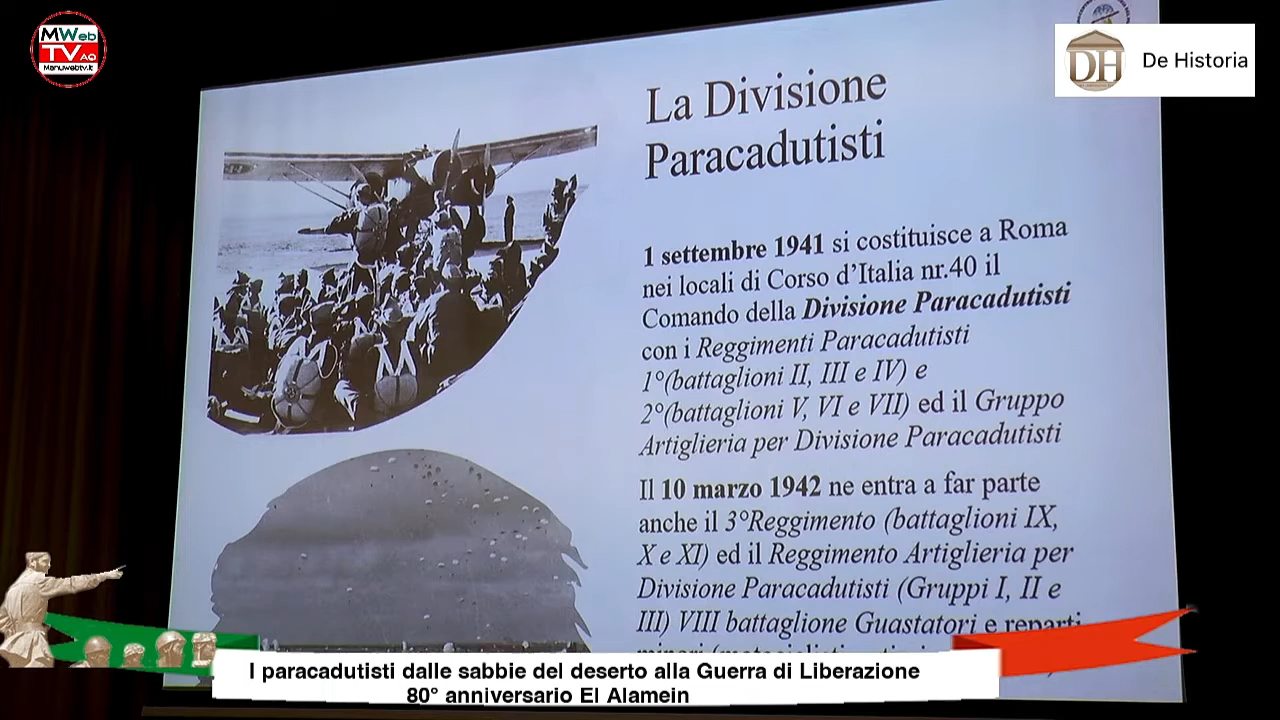 MWeb
TV AQ
Manuwebtv.it
DH
De Historia
La Divisione
Paracadutisti
1 settembre 1941 si costituisce a Roma
nei locali di Corso d'Italia nr.40 il
Comando della Divisione Paracadutisti
con i Reggimenti Paracadutisti
1°(battaglioni II, III e IV) e
2°(battaglioni V, VI e VII) ed il Gruppo
Artiglieria per Divisione Paracadutisti
Il 10 marzo 1942 ne entra a far parte
anche il 3°Reggimento (battaglioni IX,
X e XI) ed il Reggimento Artiglieria per
Divisione Paracadutisti (Gruppi I, II e
III) VIII battaglione Guastatori e reparti
I paracadutisti dalle sabbie del deserto alla Guerra di Liberazione
80° anniversario El Alamein